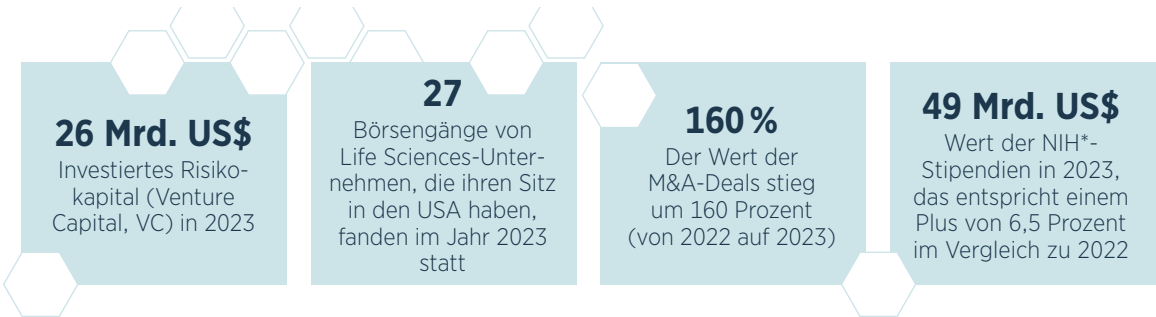 26 Mrd. US$
Investiertes Risiko-
kapital (Venture
Capital, VC) in 2023
27
Börsengänge von
Life Sciences-Unter-
nehmen, die ihren Sitz
in den USA haben,
fanden im Jahr 2023
statt
160 %
Der Wert der
M&A-Deals stieg
um 160 Prozent
(von 2022 auf 2023)
49 Mrd. US$
Wert der NIH*-
Stipendien in 2023,
das entspricht einem
Plus von 6,5 Prozent
im Vergleich zu 2022